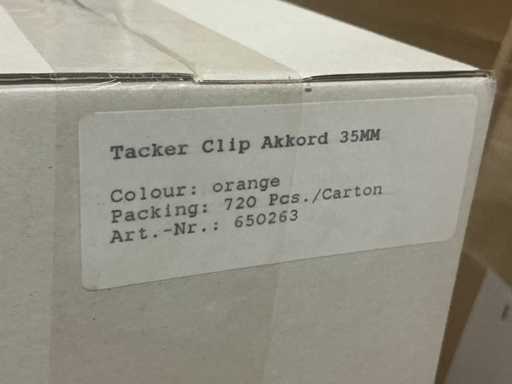 Tacker Clip Akkord 35MM
Colour: orange
Packing: 720 Pcs./Carton
Art.-Nr.: 650263